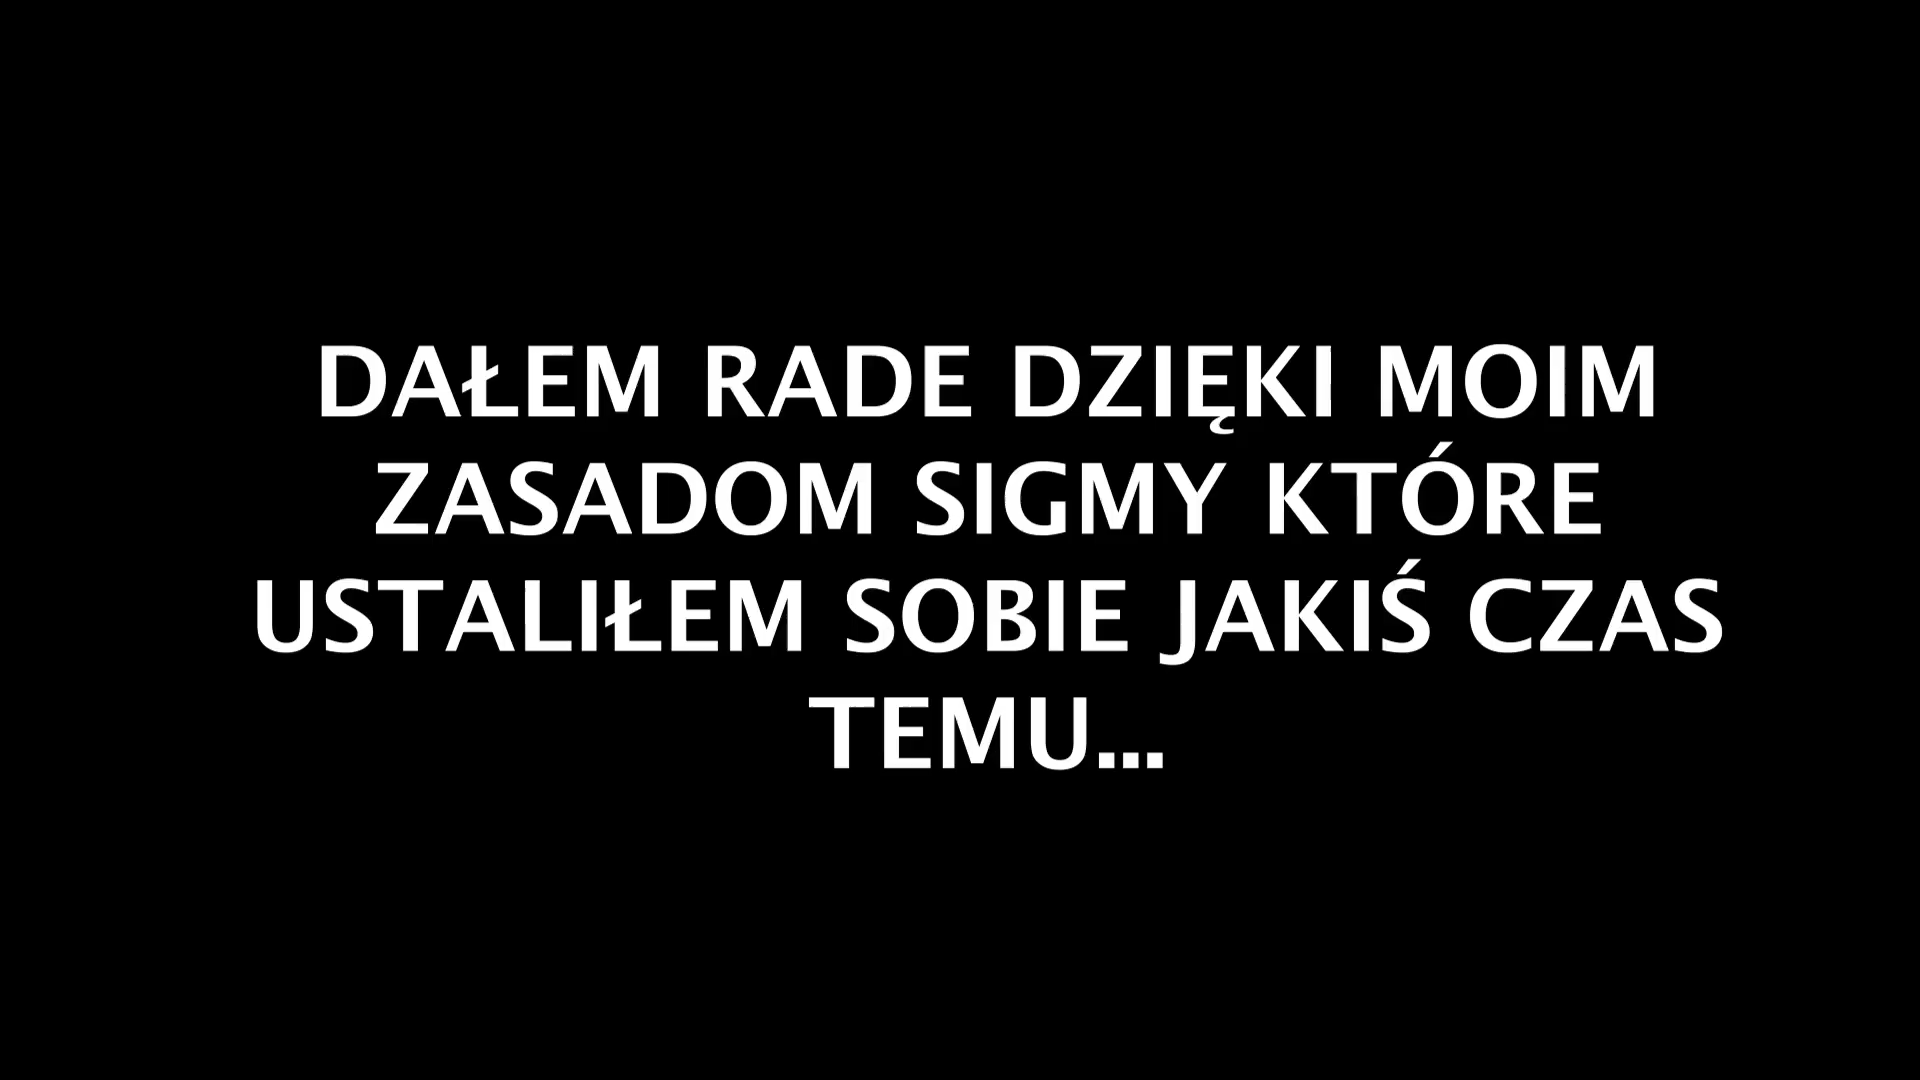 DAŁEM RADE DZIĘKI MOIM
ZASADOM SIGMY KTÓRE
USTALIŁEM SOBIE JAKIŚ CZAS
TEMU...